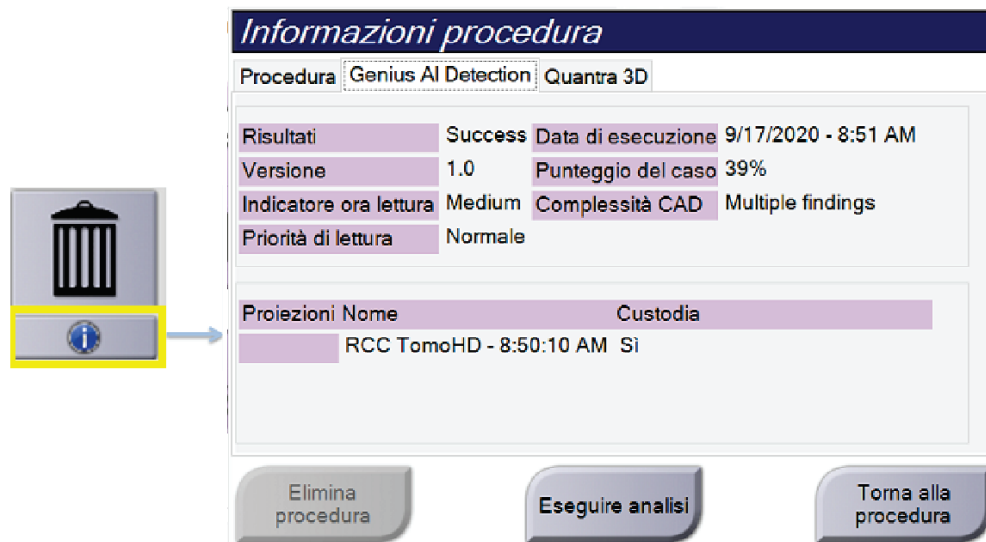 Informazioni procedura
Procedura Genius AI Detection Quantra 3D
Risultati Success Data di esecuzione 9/17/2020 - 8:51 AM
Versione 1.0 Punteggio del caso 39%
Indicatore ora lettura Medium Complessità CAD Multiple findings
Priorità di lettura Normale
Proiezioni Nome Custodia
RCC TomoHD - 8:50:10 AM Sì
Elimina
procedura
Eseguire analisi
Torna alla
procedura